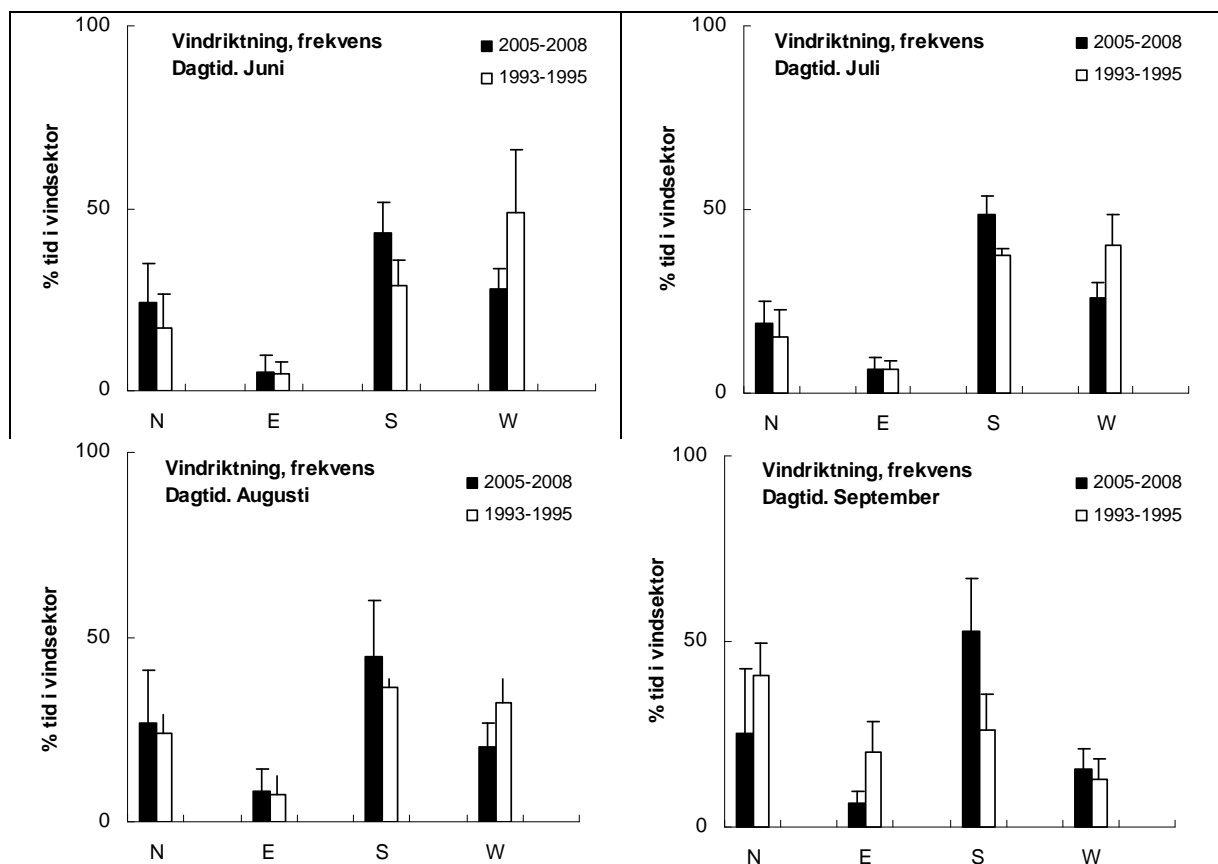 100
Vindriktning, frekvens
Dagtid. Juni
2005-2008
1993-1995
% tid i vindsektor
50
0
N E S W
100
Vindriktning, frekvens
Dagtid. Juli
2005-2008
1993-1995
% tid i vindsektor
50
0
N E S W
100
Vindriktning, frekvens
Dagtid. Augusti
2005-2008
1993-1995
% tid i vindsektor
50
0
N E S W
100
Vindriktning, frekvens
Dagtid. September
2005-2008
1993-1995
% tid i vindsektor
50
0
N E S W